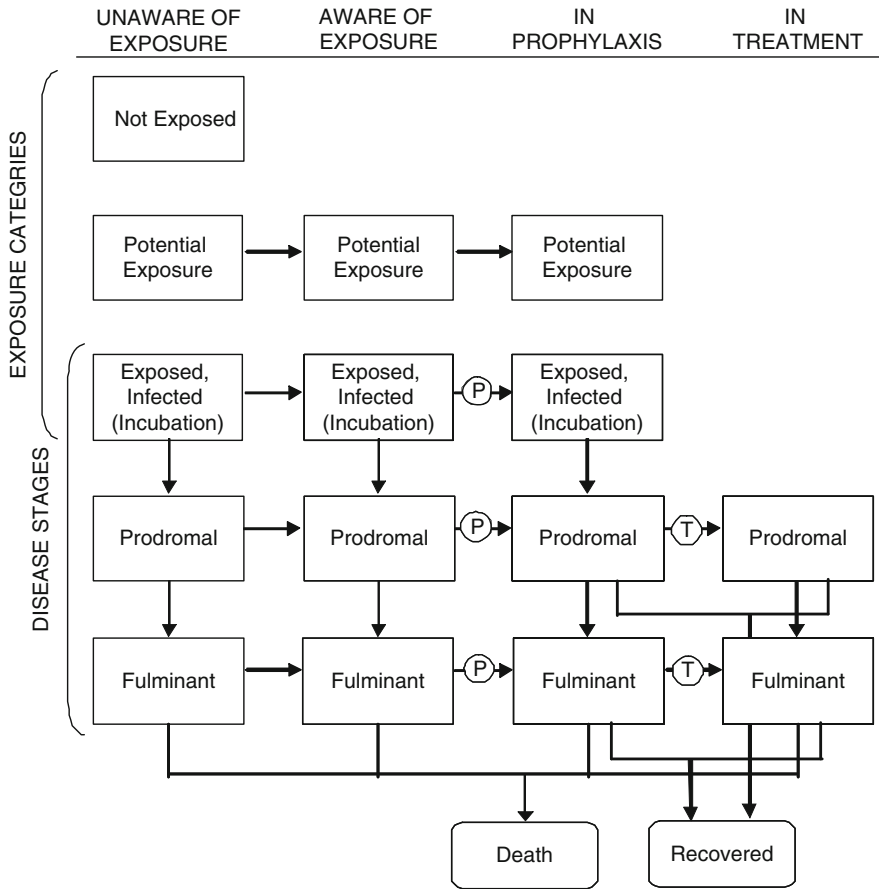 UNAWARE OF
EXPOSURE
AWARE OF
EXPOSURE
IN
PROPHYLAXIS
IN
TREATMENT
EXPOSURE CATEGRIES
DISEASE STAGES
Not Exposed
Potential
Exposure
Potential
Exposure
Potential
Exposure
Exposed,
Infected
(Incubation)
Exposed,
Infected
(Incubation)
P
Exposed,
Infected
(Incubation)
Prodromal
Prodromal
P
Prodromal
T
Prodromal
Fulminant
Fulminant
P
Fulminant
T
Fulminant
Death
Recovered